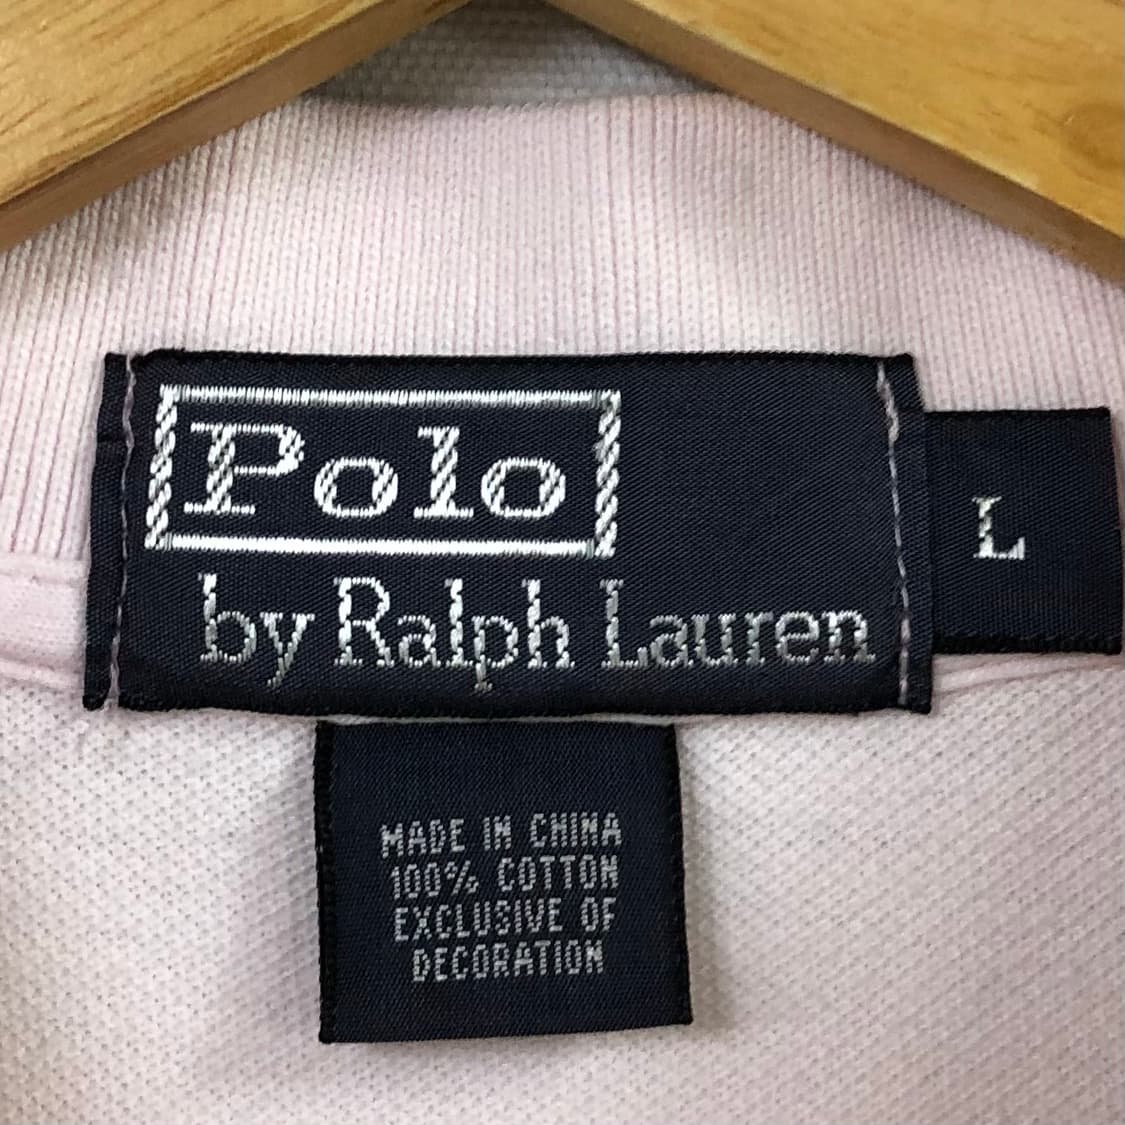 Polo
by Ralph Lauren
L
MADE IN CHINA
100% COTTON
EXCLUSIVE OF
DECORATION